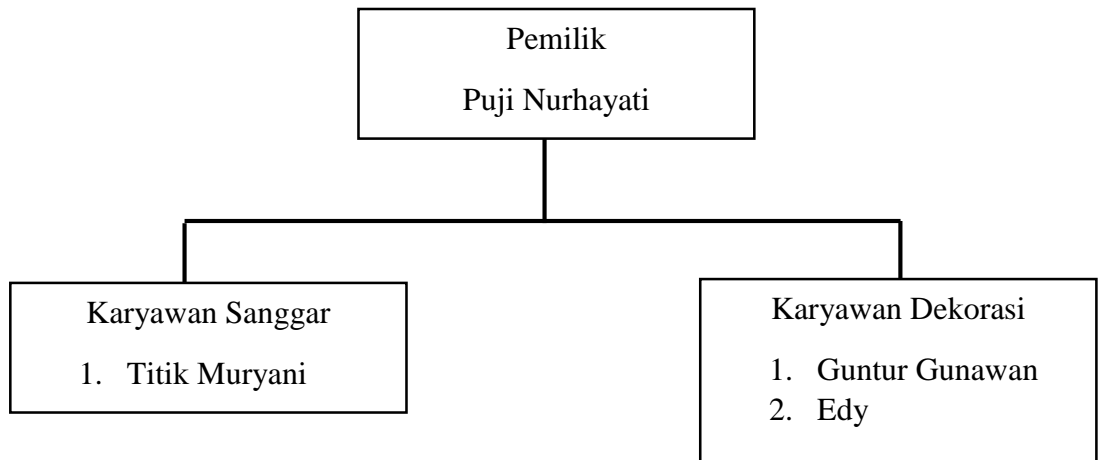 Pemilik
Puji Nurhayati
Karyawan Sanggar
1. Titik Muryani
Karyawan Dekorasi
1. Guntur Gunawan
2. Edy